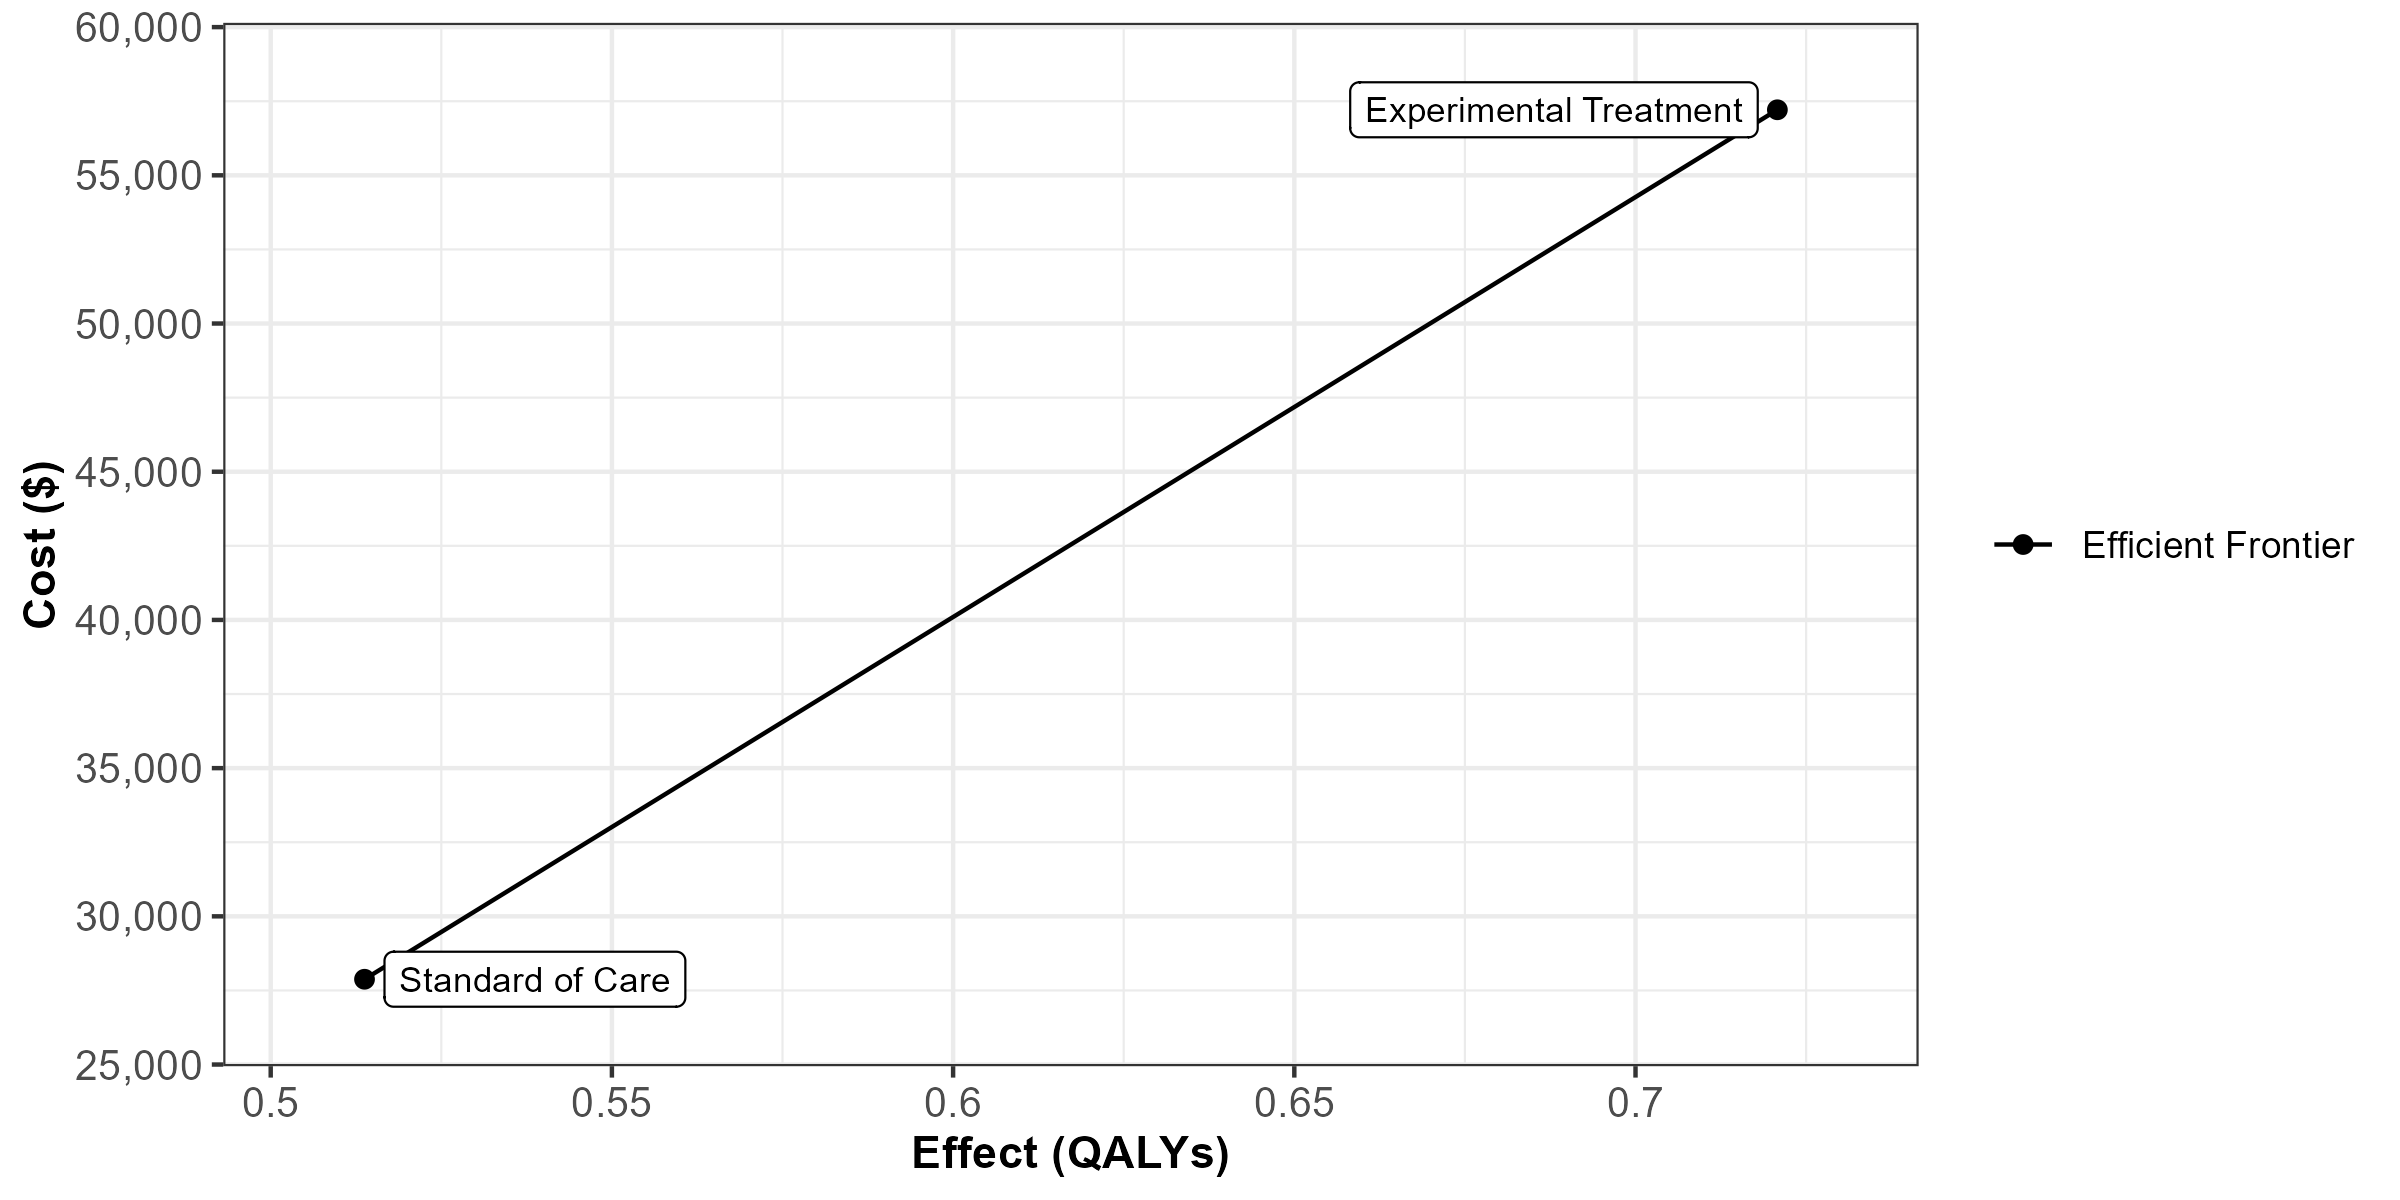 60,000
55,000
50,000
45,000
40,000
35,000
30,000
25,000
Cost ($)
Experimental Treatment
Standard of Care
0.5 0.55 0.6 0.65 0.7
Effect (QALYs)
Efficient Frontier